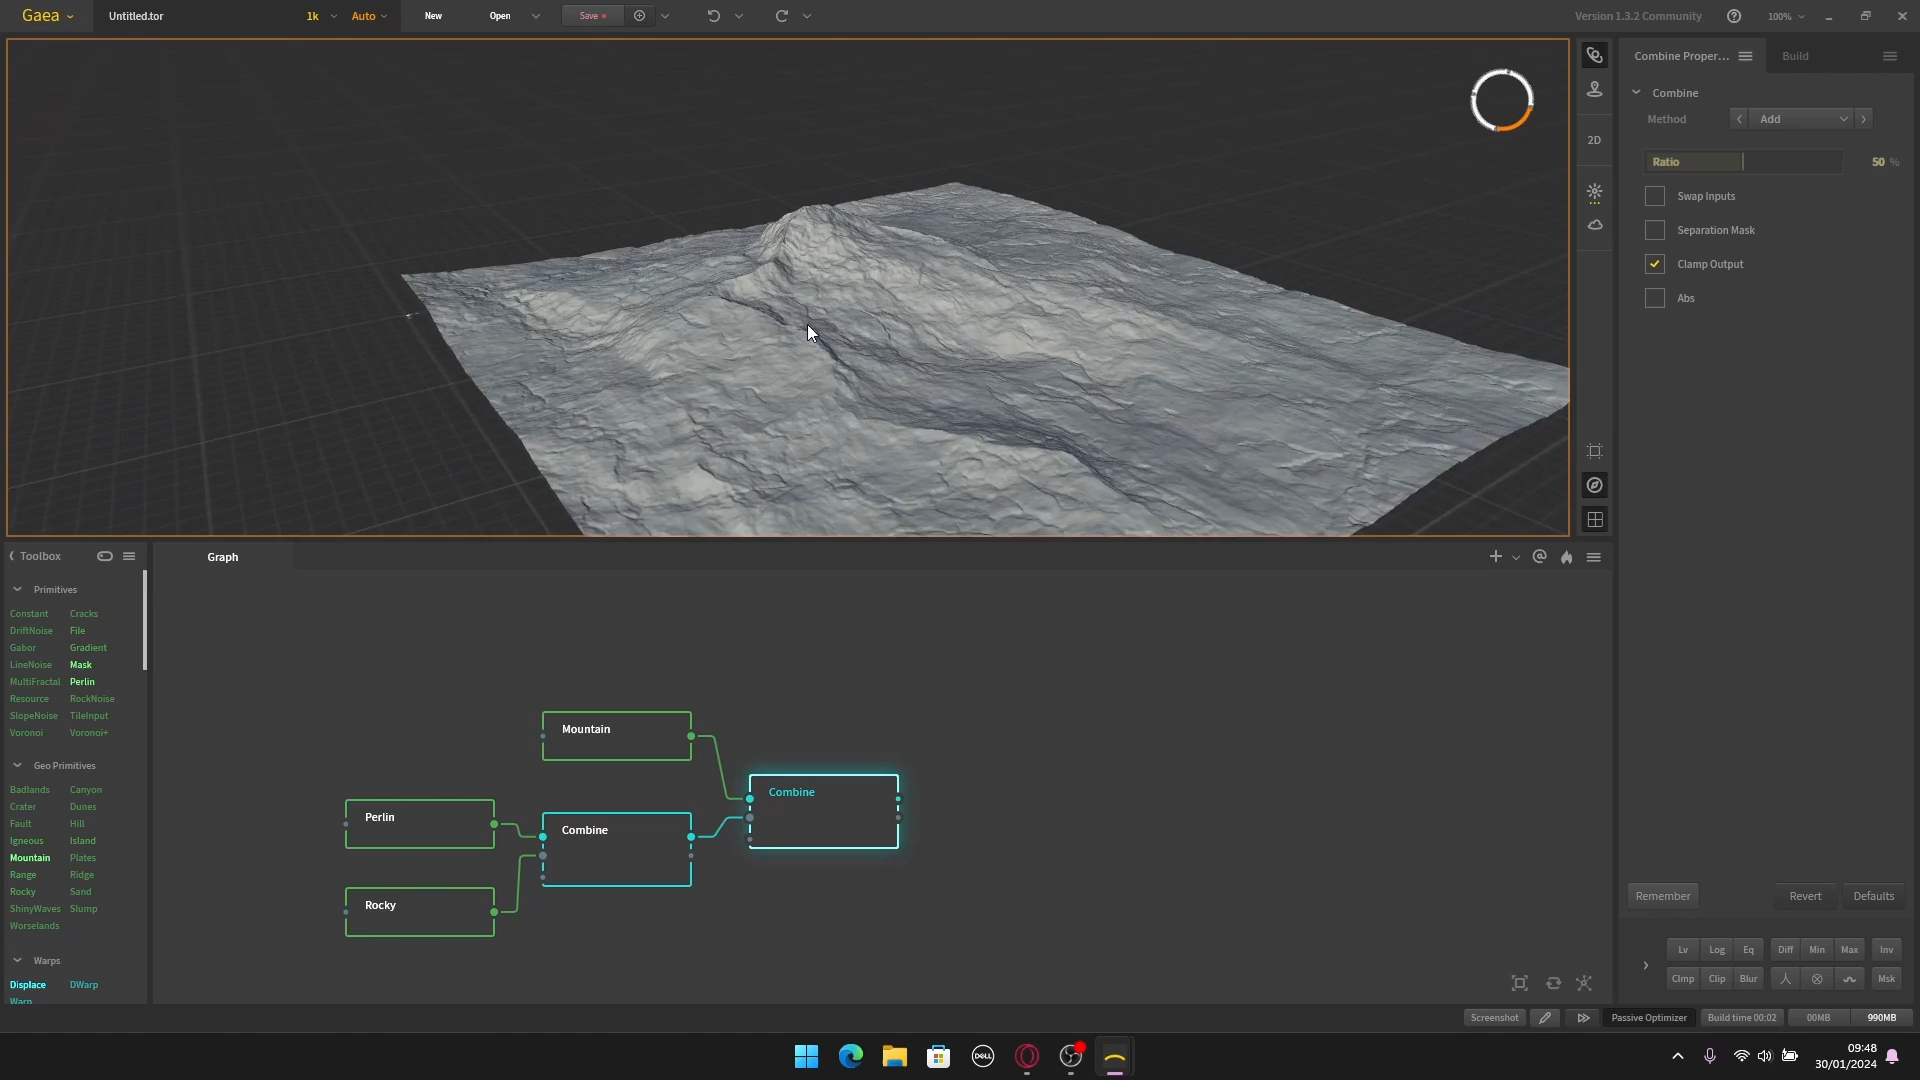 Gaea
Untitled.tor
1k
Auto
New
Open
Save
Version 1.3.2 Community
100%
Combine Proper...
Build
Combine
Method
Add
Ratio
50 %
Swap Inputs
Separation Mask
Clamp Output
Abs
2D
Toolbox
Graph
Primitives
Constant Cracks
DriftNoise File
Gabor Gradient
LineNoise Mask
MultiFractal Perlin
Resource RockNoise
SlopeNoise TileInput
Voronoi Voronoi+
Geo Primitives
Badlands Canyon
Crater Dunes
Fault Hill
Igneous Island
Mountain Plates
Range Ridge
Rocky Sand
ShinyWaves Slump
Worselands
Warps
Displace DWarp
Warp
Mountain
Perlin
Combine
Combine
Rocky
Remember
Revert
Defaults
Lv Log Eq Diff Min Max Inv
Clmp Clip Blur Msk
Screenshot
Passive Optimizer
Build time 00:02
00MB
990MB
DELL
09:48
30/01/2024